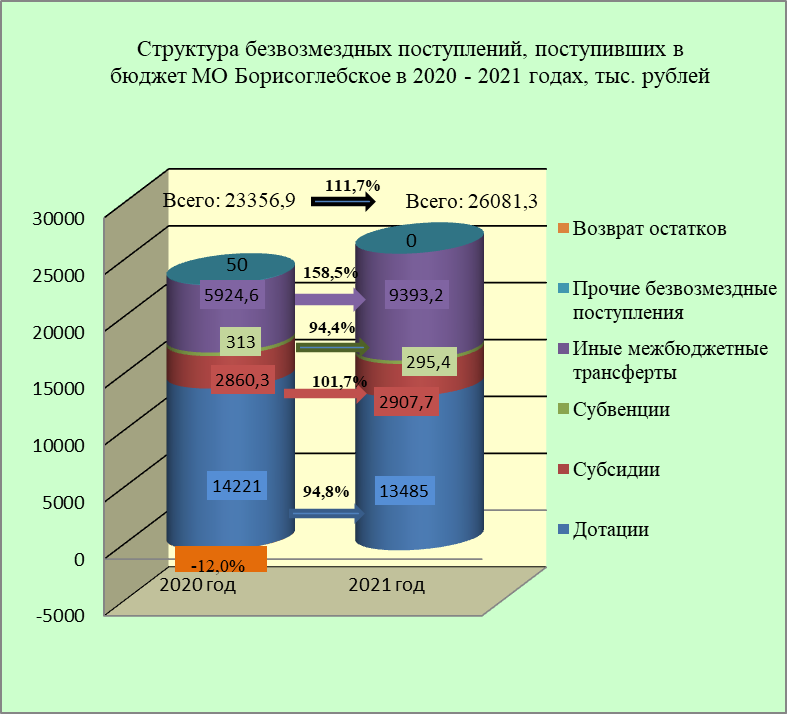 Структура безвозмездных поступлений, поступивших в
бюджет МО Борисоглебское в 2020 - 2021 годах, тыс. рублей
Всего: 23356,9
111,7%
Всего: 26081,3
30000
25000
20000
15000
10000
5000
0
-5000
50
5924,6
313
2860,3
14221
-12,0%
158,5%
94,4%
101,7%
94,8%
0
9393,2
295,4
2907,7
13485
2020 год
2021 год
Возврат остатков
Прочие безвозмездные
поступления
Иные межбюджетные
трансферты
Субвенции
Субсидии
Дотации